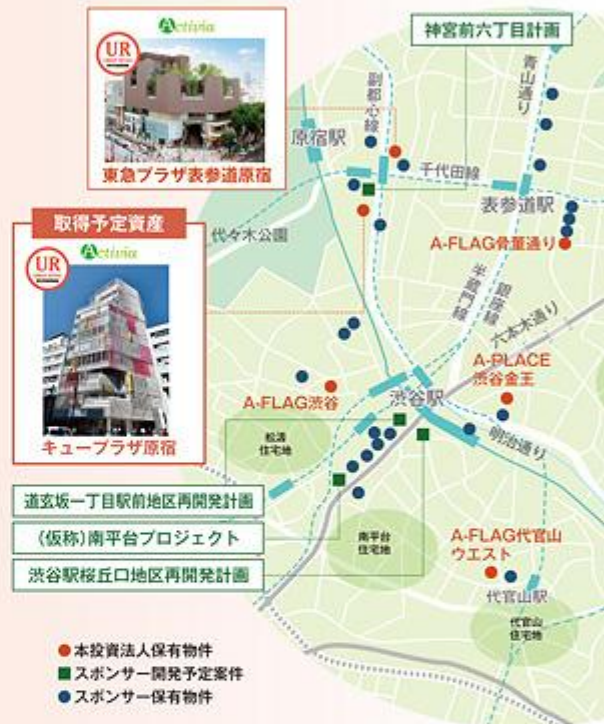 Activia
UR
東急プラザ表参道原宿
取得予定資産
UR
Activia
キュープラザ原宿
神宮前六丁目計画
青山通り
副都心線
原宿駅
千代田線
表参道駅
代々木公園
A-FLAG骨董通り
銀座線
半蔵門線
六本木通り
A-PLACE
渋谷金王
A-FLAG渋谷
渋谷駅
明治通り
松濤
住宅地
道玄坂一丁目駅前地区再開発計画
(仮称)南平台プロジェクト
渋谷駅桜丘口地区再開発計画
南平台
住宅地
A-FLAG代官山
ウエスト
代官山駅
代官山
住宅地
本投資法人保有物件
スポンサー開発予定案件
スポンサー保有物件